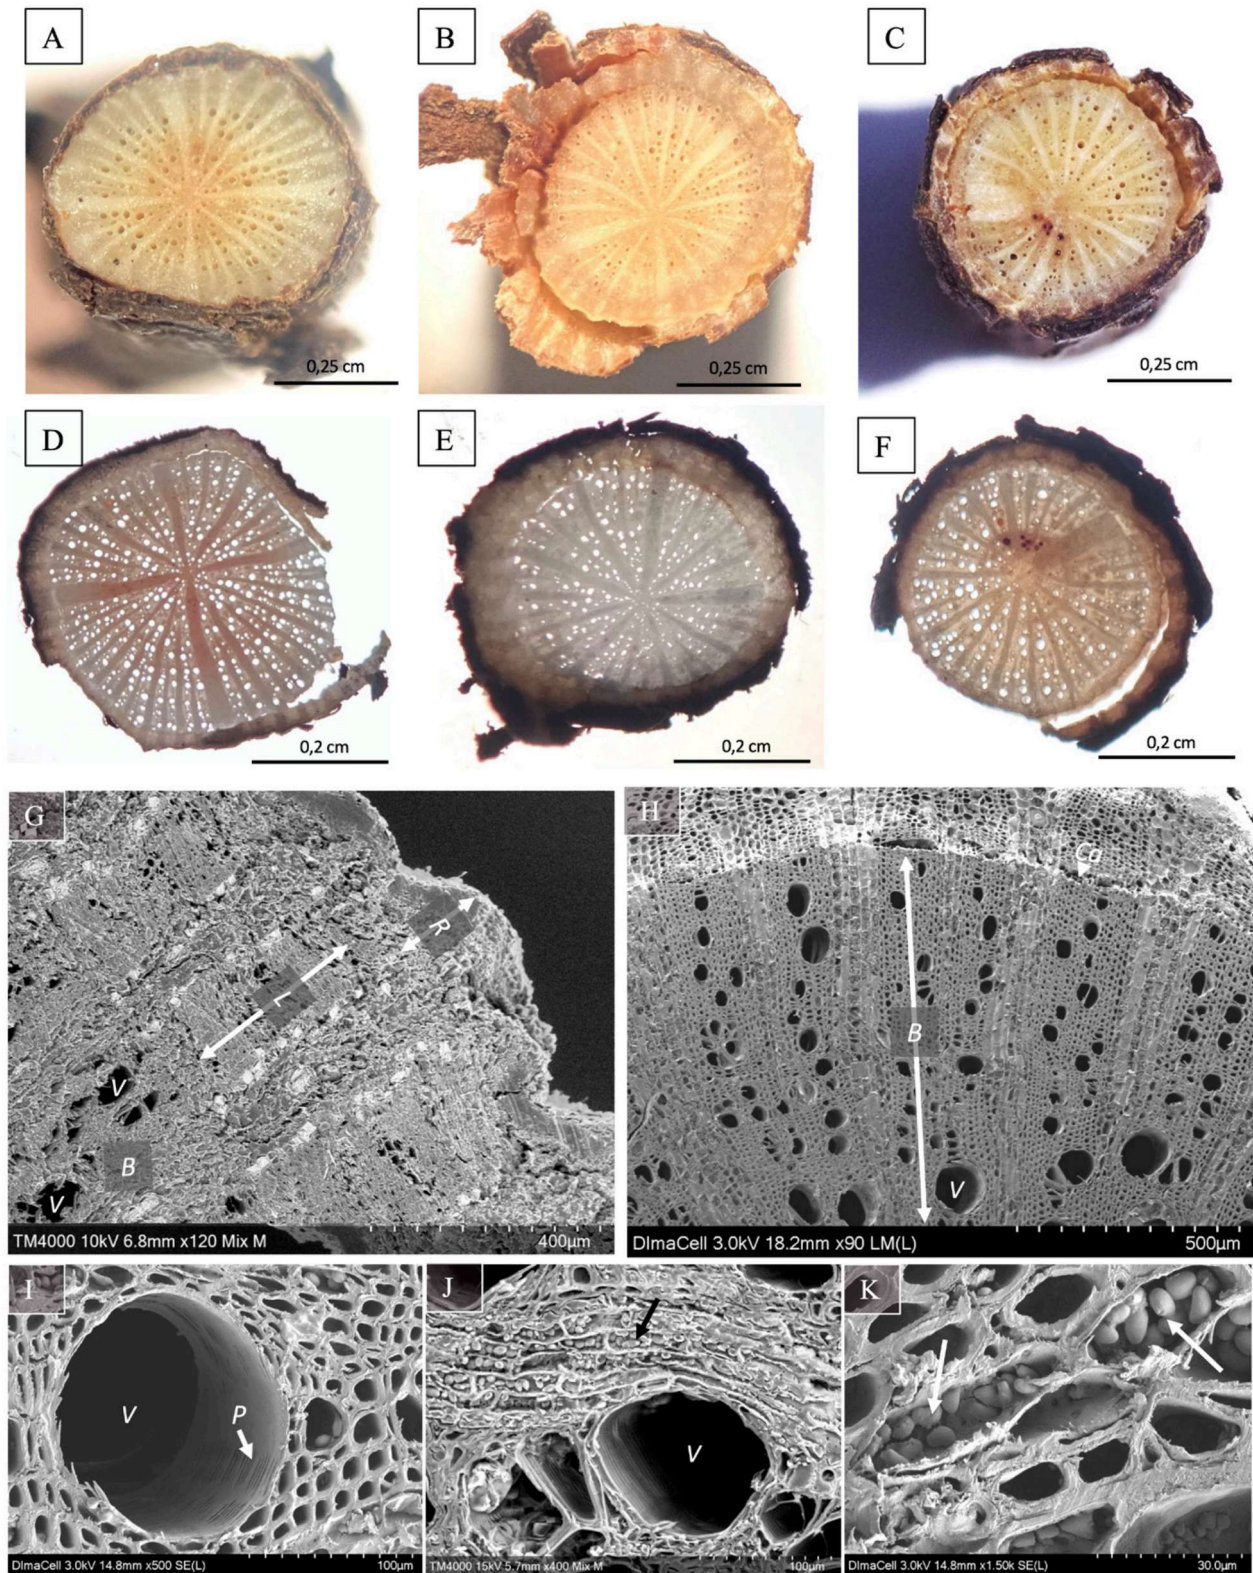 A
B
C
0,25 cm
0,25 cm
0,25 cm
D
E
F
0,2 cm
0,2 cm
0,2 cm
G
R
L
V
B
V
TM4000 10kV 6.8mm x120 Mix M
400µm
H
Ca
B
V
DImaCell 3.0kV 18.2mm x90 LM(L)
500µm
I
V
P
DImaCell 3.0kV 14.8mm x500 SE(L)
100µm
J
V
TM4000 15kV 5.7mm x400 Mix M
100µm
K
DImaCell 3.0kV 14.8mm x1.50k SE(L)
30.0µm